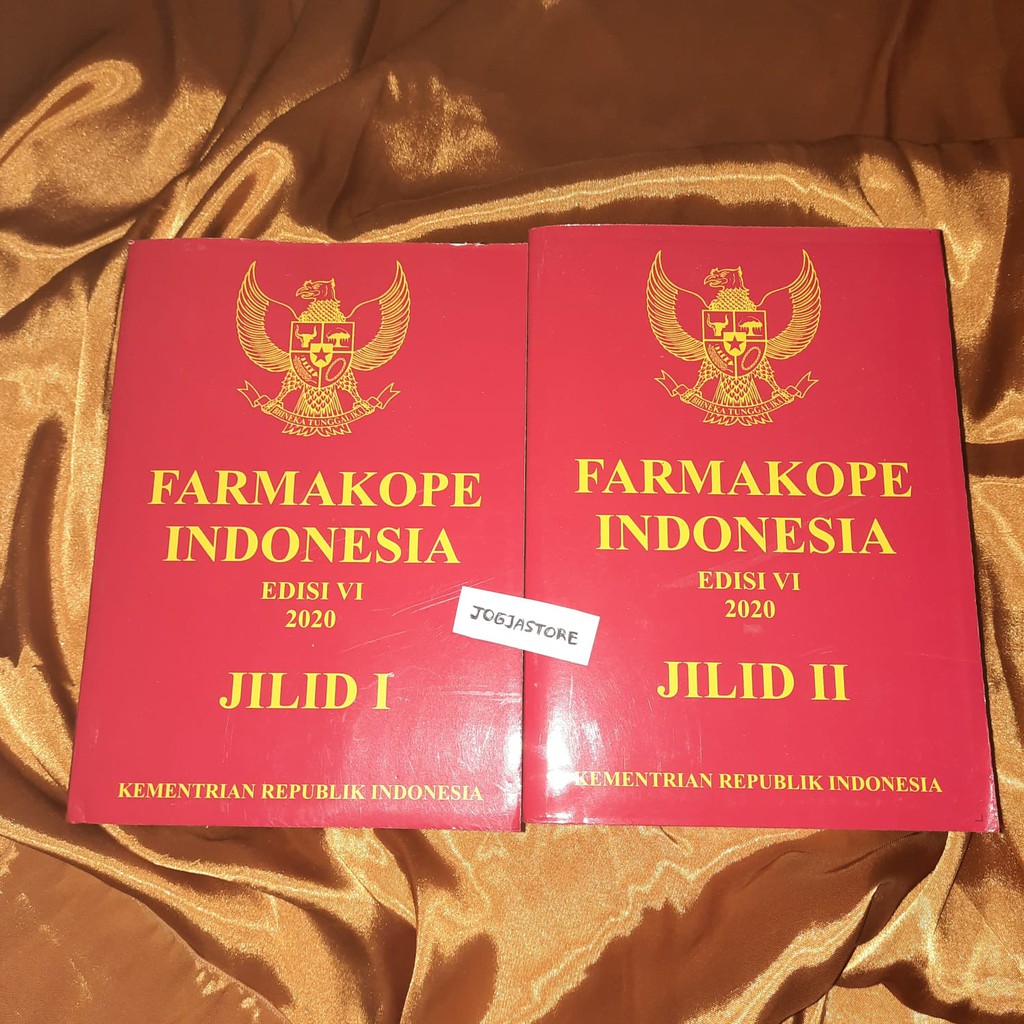 BHINEKA TUNGGAL IKA
FARMAKOPE
INDONESIA
EDISI VI
2020
JILID I
KEMENTRIAN REPUBLIK INDONESIA
BHINEKA TUNGGAL IKA
FARMAKOPE
INDONESIA
EDISI VI
2020
JILID II
KEMENTRIAN REPUBLIK INDONESIA
JOGJASTORE